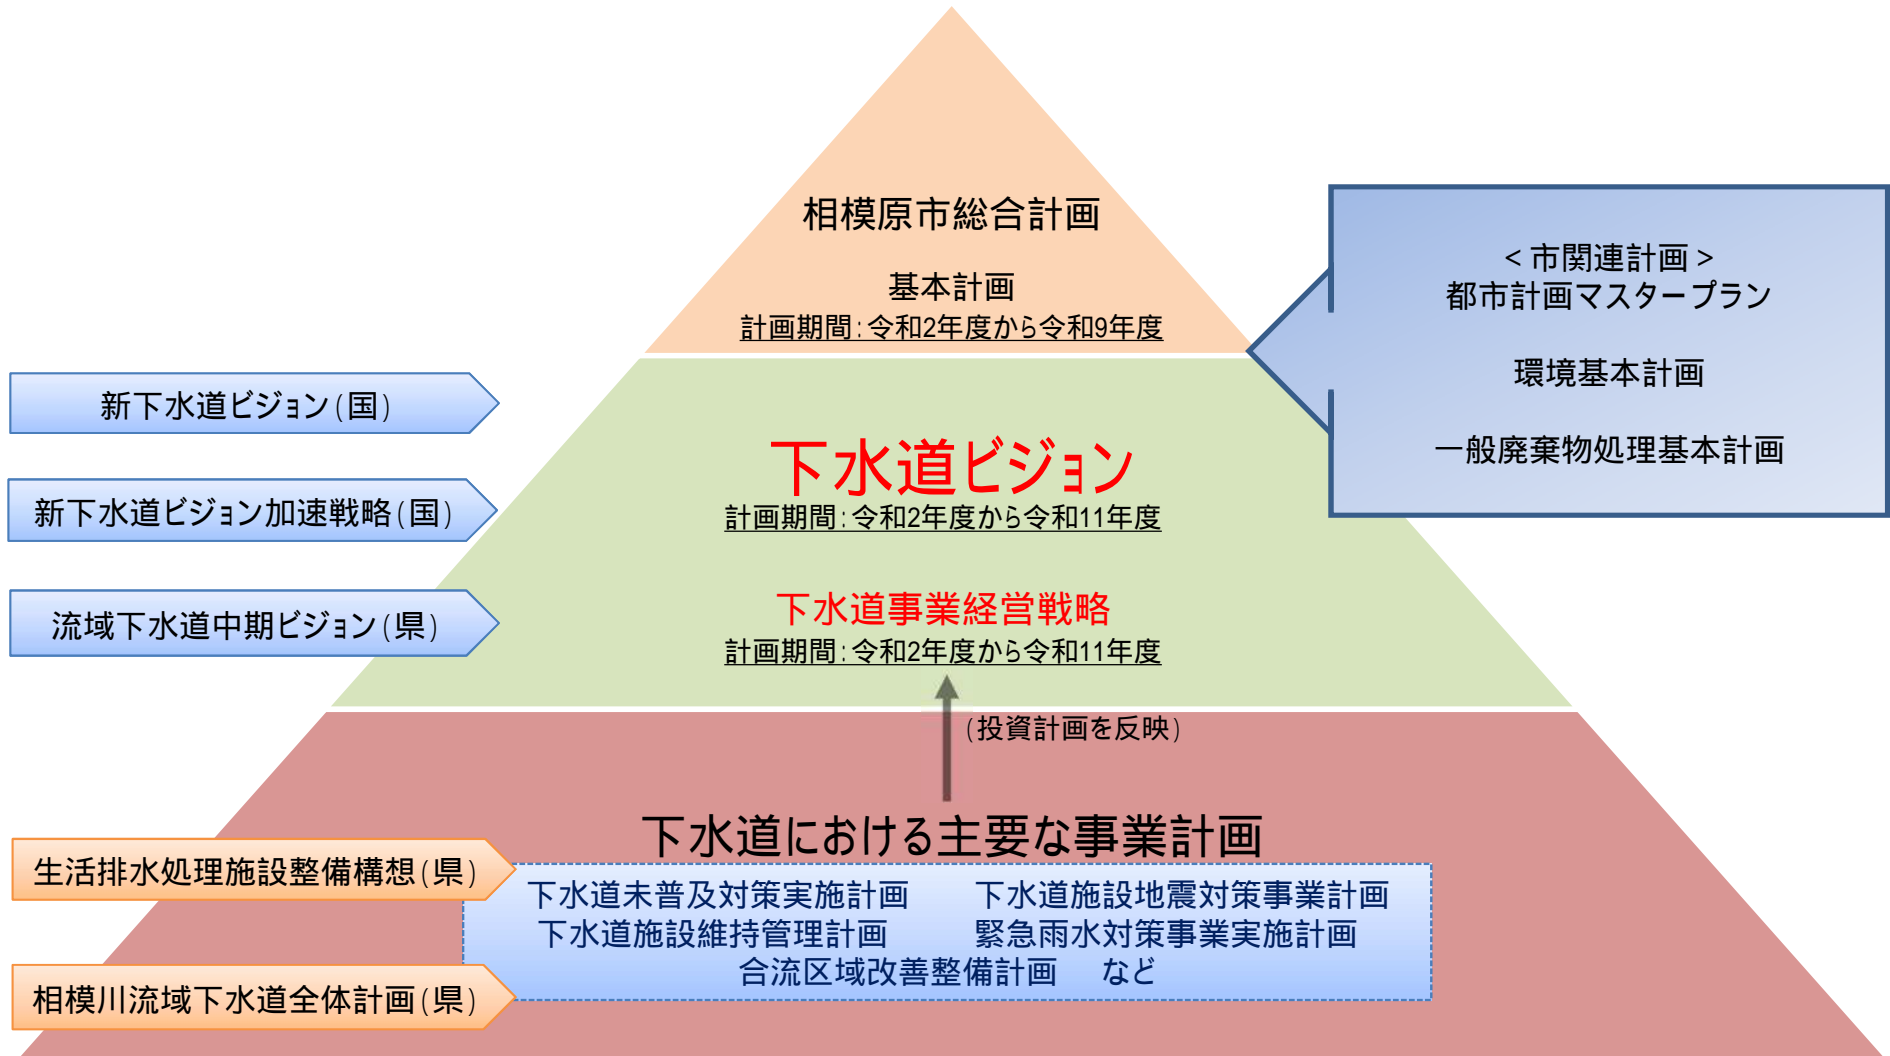 相模原市総合計画
基本計画
計画期間:令和2年度から令和9年度
<市関連計画>
都市計画マスタープラン
環境基本計画
一般廃棄物処理基本計画
新下水道ビジョン(国)
新下水道ビジョン加速戦略(国)
流域下水道中期ビジョン(県)
下水道ビジョン
計画期間:令和2年度から令和11年度
下水道事業経営戦略
計画期間:令和2年度から令和11年度
(投資計画を反映)
下水道における主要な事業計画
生活排水処理施設整備構想(県)
相模川流域下水道全体計画(県)
下水道未普及対策実施計画 下水道施設地震対策事業計画
下水道施設維持管理計画 緊急雨水対策事業実施計画
合流区域改善整備計画 など